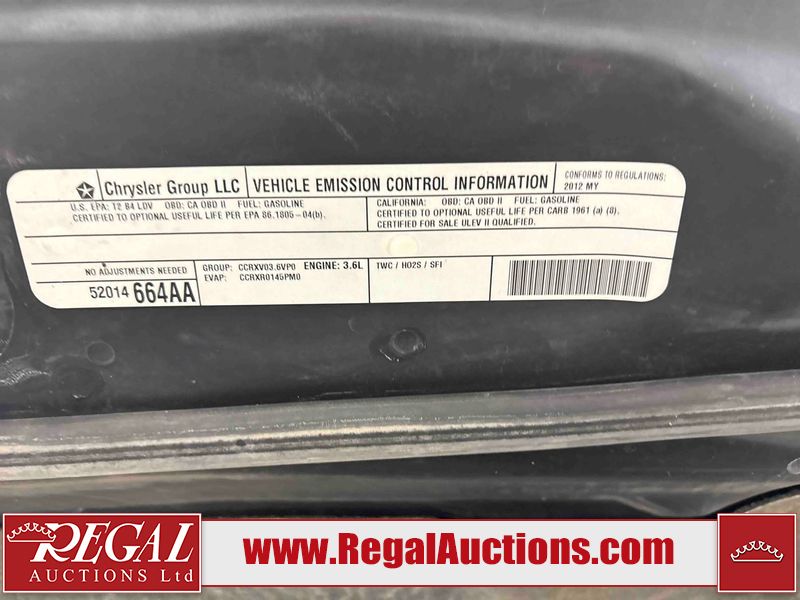 Chrysler Group LLC
VEHICLE EMISSION CONTROL INFORMATION
CONFORMS TO REGULATIONS:
2012 MY
U.S. EPA: T2 B4 LDV OBD: CA OBD II FUEL: GASOLINE
CERTIFIED TO OPTIONAL USEFUL LIFE PER EPA 86.1805-04(b).
CALIFORNIA: OBD: CA OBD II FUEL: GASOLINE
CERTIFIED TO OPTIONAL USEFUL LIFE PER CARB 1961 (a) (8).
CERTIFIED FOR SALE ULEV II QUALIFIED.
NO ADJUSTMENTS NEEDED
52014 664AA
GROUP: CCRXV03.6VP0 ENGINE: 3.6L
EVAP: CCRXR0145PM0
TWC / HO2S / SFI
REGAL
AUCTIONS Ltd
www.RegalAuctions.com